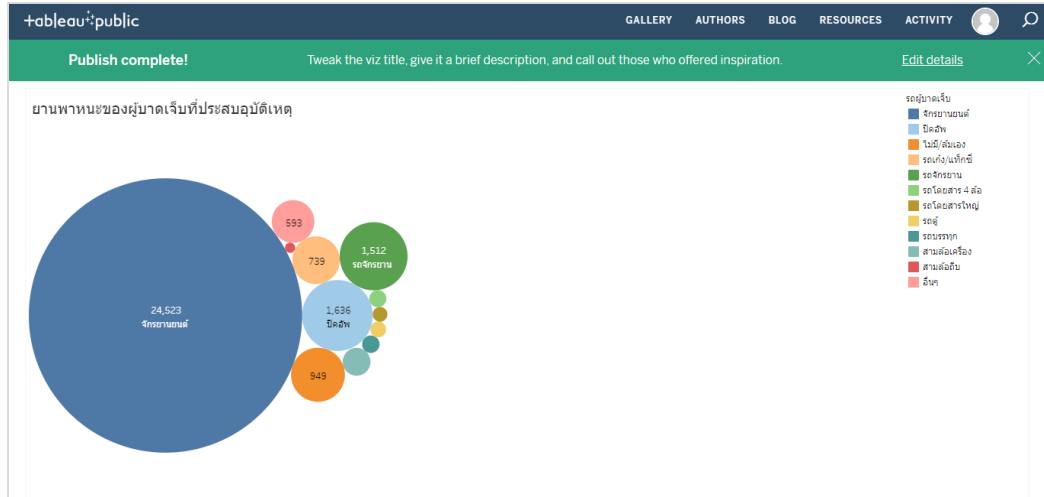 +ableau+public
GALLERY AUTHORS BLOG RESOURCES ACTIVITY
Publish complete! Tweak the viz title, give it a brief description, and call out those who offered inspiration. Edit details
ยานพาหนะของผู้บาดเจ็บที่ประสบอุบัติเหตุ
รถผู้บาดเจ็บ
จักรยานยนต์
ปิคอัพ
ไม่มี/ล้มเอง
รถเก๋ง/แท็กซี่
รถจักรยาน
รถโดยสาร 4 ล้อ
รถโดยสารใหญ่
รถตู้
รถบรรทุก
สามล้อเครื่อง
สามล้อถีบ
อื่นๆ
593
739
1,512
รถจักรยาน
24,523
จักรยานยนต์
1,636
ปิคอัพ
949